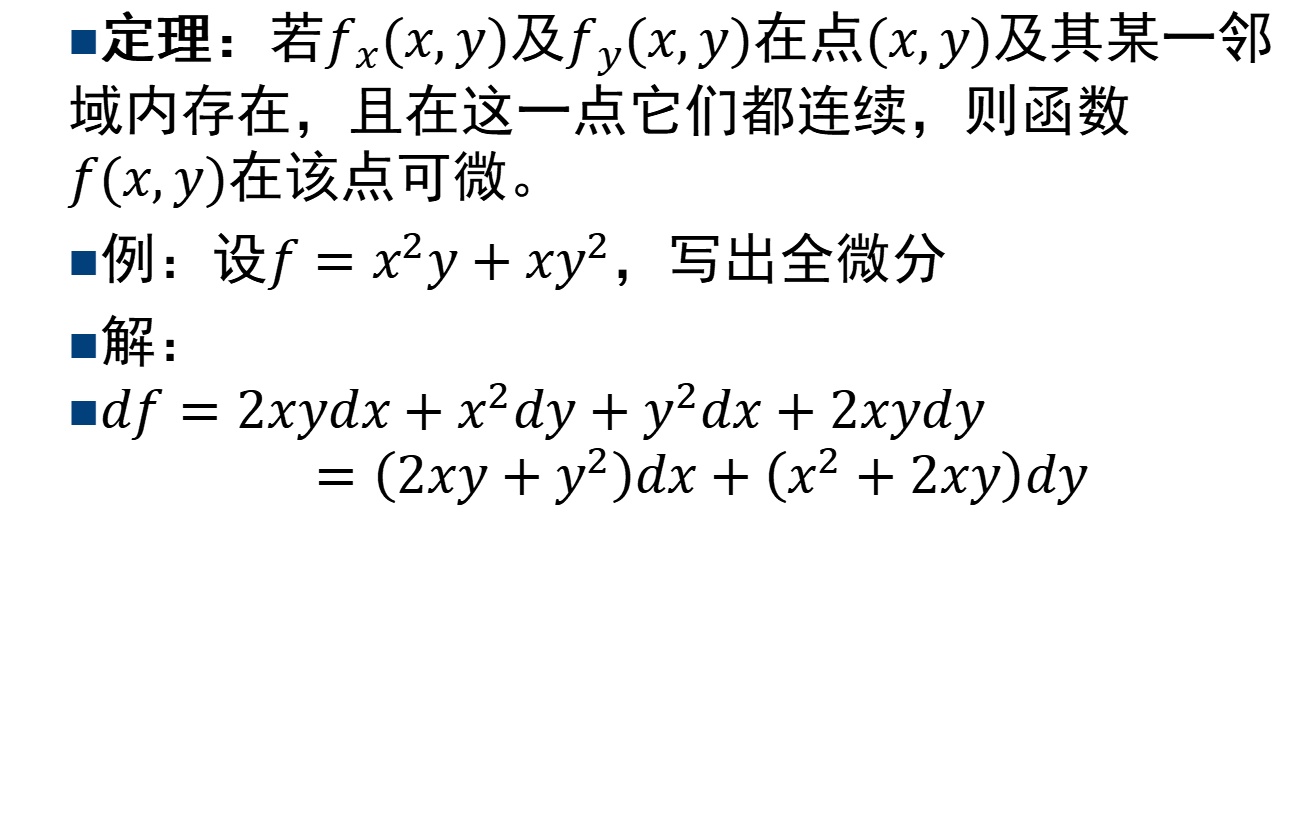 ■定理：若fₓ(x,y)及f_y(x,y)在点(x,y)及其某一邻
域内存在，且在这一点它们都连续，则函数
f(x,y)在该点可微。
■例：设f = x²y + xy²，写出全微分
■解：
■df = 2xydx + x²dy + y²dx + 2xydy
= (2xy + y²)dx + (x² + 2xy)dy